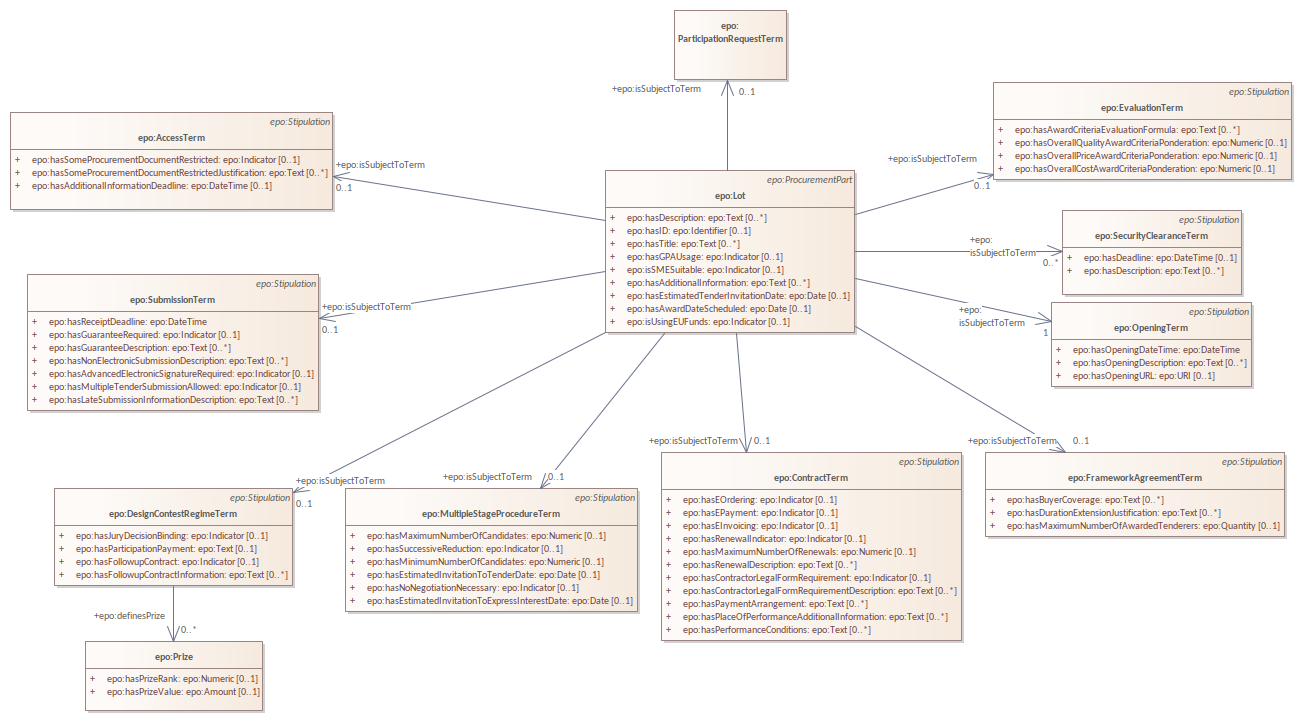 epo:
ParticipationRequestTerm
+epo:isSubjectToTerm
0..1
epo:Stipulation
epo:EvaluationTerm
+ epo:hasAwardCriteriaEvaluationFormula: epo:Text [0..*]
+ epo:hasOverallQualityAwardCriteriaPonderation: epo:Numeric [0..1]
+ epo:hasOverallPriceAwardCriteriaPonderation: epo:Numeric [0..1]
+ epo:hasOverallCostAwardCriteriaPonderation: epo:Numeric [0..1]
+epo:isSubjectToTerm
0..1
epo:Stipulation
epo:AccessTerm
+ epo:hasSomeProcurementDocumentRestricted: epo:Indicator [0..1]
+ epo:hasSomeProcurementDocumentRestrictedJustification: epo:Text [0..*]
+ epo:hasAdditionalInformationDeadline: epo:DateTime [0..1]
+epo:isSubjectToTerm
0..1
epo:ProcurementPart
epo:Lot
+ epo:hasDescription: epo:Text [0..*]
+ epo:hasID: epo:Identifier [0..1]
+ epo:hasTitle: epo:Text [0..*]
+ epo:hasGPAUsage: epo:Indicator [0..1]
+ epo:isSMESuitable: epo:Indicator [0..1]
+ epo:hasAdditionalInformation: epo:Text [0..*]
+ epo:hasEstimatedTenderInvitationDate: epo:Date [0..1]
+ epo:hasAwardDateScheduled: epo:Date [0..1]
+ epo:isUsingEUFunds: epo:Indicator [0..1]
epo:Stipulation
epo:SecurityClearanceTerm
+ epo:hasDeadline: epo:DateTime [0..1]
+ epo:hasDescription: epo:Text [0..*]
+epo:
isSubjectToTerm
0..*
epo:Stipulation
epo:SubmissionTerm
+ epo:hasReceiptDeadline: epo:DateTime
+ epo:hasGuaranteeRequired: epo:Indicator [0..1]
+ epo:hasGuaranteeDescription: epo:Text [0..*]
+ epo:hasNonElectronicSubmissionDescription: epo:Text [0..*]
+ epo:hasAdvancedElectronicSignatureRequired: epo:Indicator [0..1]
+ epo:hasMultipleTenderSubmissionAllowed: epo:Indicator [0..1]
+ epo:hasLateSubmissionInformationDescription: epo:Text [0..*]
+epo:isSubjectToTerm
0..1
+epo:
isSubjectToTerm
1
epo:Stipulation
epo:OpeningTerm
+ epo:hasOpeningDateTime: epo:DateTime
+ epo:hasOpeningDescription: epo:Text [0..*]
+ epo:hasOpeningURL: epo:URI [0..1]
+epo:isSubjectToTerm
0..1
epo:Stipulation
epo:DesignContestRegimeTerm
+ epo:hasJuryDecisionBinding: epo:Indicator [0..1]
+ epo:hasParticipationPayment: epo:Text [0..1]
+ epo:hasFollowupContract: epo:Indicator [0..1]
+ epo:hasFollowupContractInformation: epo:Text [0..*]
+epo:isSubjectToTerm
0..1
epo:Stipulation
epo:MultipleStageProcedureTerm
+ epo:hasMaximumNumberOfCandidates: epo:Numeric [0..1]
+ epo:hasSuccessiveReduction: epo:Indicator [0..1]
+ epo:hasMinimumNumberOfCandidates: epo:Numeric [0..1]
+ epo:hasEstimatedInvitationToTenderDate: epo:Date [0..1]
+ epo:hasNoNegotiationNecessary: epo:Indicator [0..1]
+ epo:hasEstimatedInvitationToExpressInterestDate: epo:Date [0..1]
+epo:isSubjectToTerm
0..1
epo:Stipulation
epo:ContractTerm
+ epo:hasEOrdering: epo:Indicator [0..1]
+ epo:hasEPayment: epo:Indicator [0..1]
+ epo:hasEInvoicing: epo:Indicator [0..1]
+ epo:hasRenewalIndicator: epo:Indicator [0..1]
+ epo:hasMaximumNumberOfRenewals: epo:Numeric [0..1]
+ epo:hasRenewalDescription: epo:Text [0..*]
+ epo:hasContractorLegalFormRequirement: epo:Indicator [0..1]
+ epo:hasContractorLegalFormRequirementDescription: epo:Text [0..*]
+ epo:hasPaymentArrangement: epo:Text [0..*]
+ epo:hasPlaceOfPerformanceAdditionalInformation: epo:Text [0..*]
+ epo:hasPerformanceConditions: epo:Text [0..*]
+epo:isSubjectToTerm
0..1
epo:Stipulation
epo:FrameworkAgreementTerm
+ epo:hasBuyerCoverage: epo:Text [0..*]
+ epo:hasDurationExtensionJustification: epo:Text [0..*]
+ epo:hasMaximumNumberOfAwardedTenderers: epo:Quantity [0..1]
+epo:definesPrize
0..*
epo:Prize
+ epo:hasPrizeRank: epo:Numeric [0..1]
+ epo:hasPrizeValue: epo:Amount [0..1]